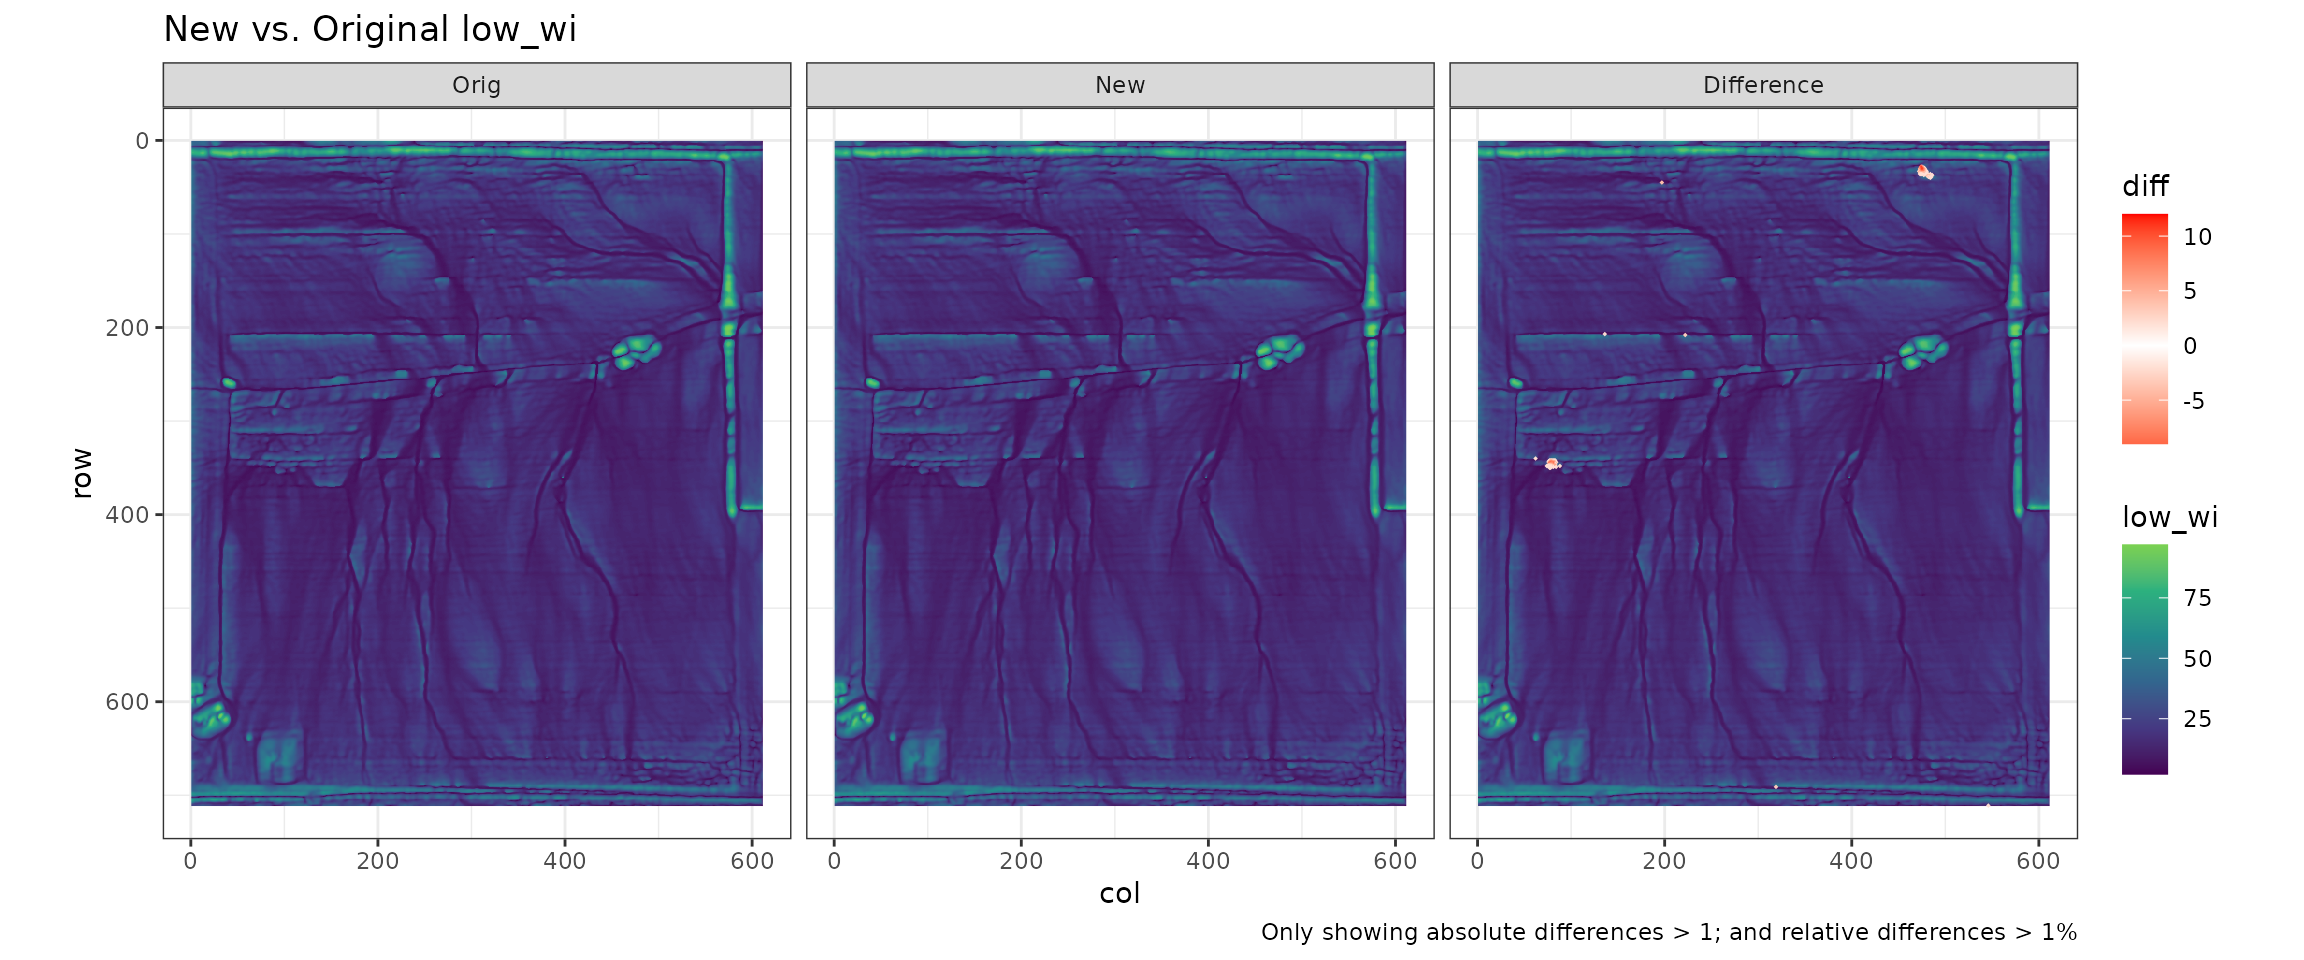 New vs. Original low_wi
Orig
New
Difference
0
200
400
600
row
0
200
400
600
0
200
400
600
0
200
400
600
col
diff
10
5
0
-5
low_wi
75
50
25
Only showing absolute differences > 1; and relative differences > 1%